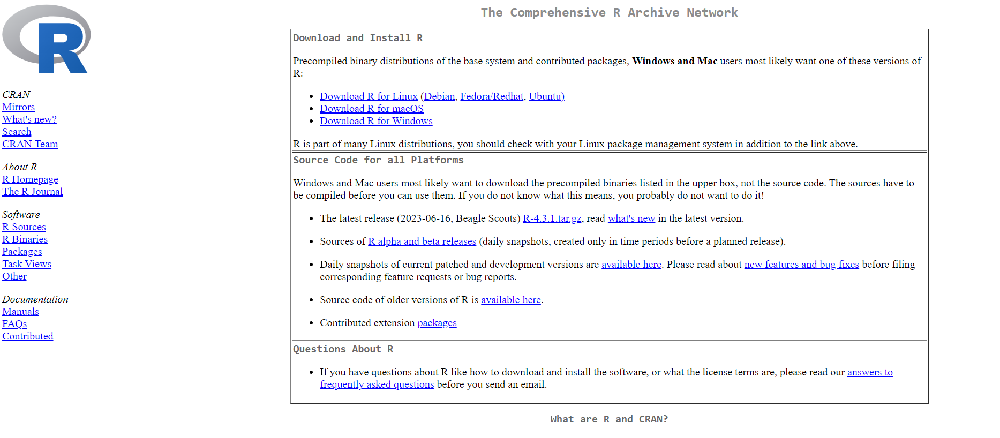 R
CRAN
Mirrors
What's new?
Search
CRAN Team
About R
R Homepage
The R Journal
Software
R Sources
R Binaries
Packages
Task Views
Other
Documentation
Manuals
FAQs
Contributed
The Comprehensive R Archive Network
Download and Install R
Precompiled binary distributions of the base system and contributed packages, Windows and Mac users most likely want one of these versions of
R:
Download R for Linux (Debian, Fedora/Redhat, Ubuntu)
Download R for macOS
Download R for Windows
R is part of many Linux distributions, you should check with your Linux package management system in addition to the link above.
Source Code for all Platforms
Windows and Mac users most likely want to download the precompiled binaries listed in the upper box, not the source code. The sources have to
be compiled before you can use them. If you do not know what this means, you probably do not want to do it!
The latest release (2023-06-16, Beagle Scouts) R-4.3.1.tar.gz, read what's new in the latest version.
Sources of R alpha and beta releases (daily snapshots, created only in time periods before a planned release).
Daily snapshots of current patched and development versions are available here. Please read about new features and bug fixes before filing
corresponding feature requests or bug reports.
Source code of older versions of R is available here.
Contributed extension packages
Questions About R
If you have questions about R like how to download and install the software, or what the license terms are, please read our answers to
frequently asked questions before you send an email.
What are R and CRAN?